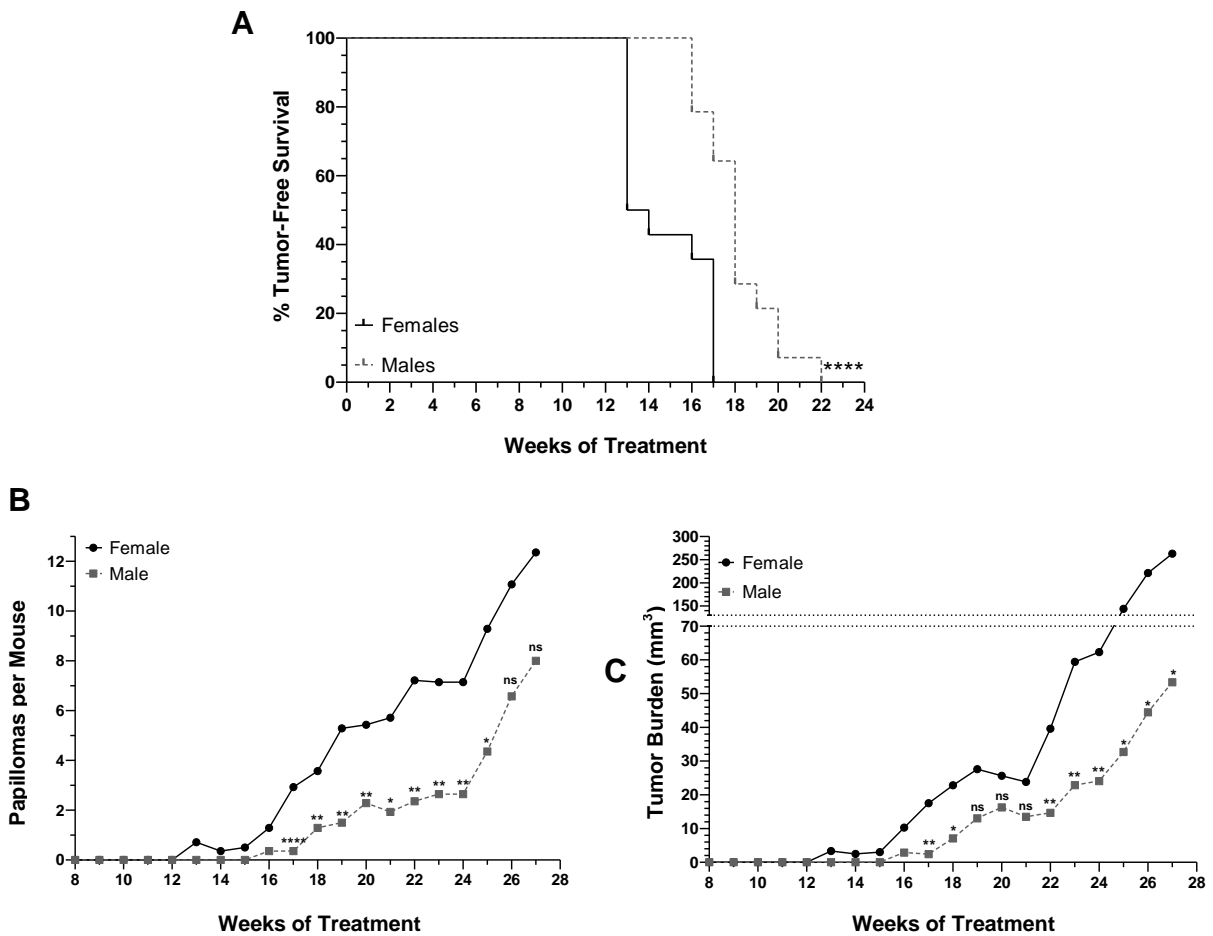 A
100
80
60
40
20
0
% Tumor-Free Survival
Females
Males
****
0 2 4 6 8 10 12 14 16 18 20 22 24
Weeks of Treatment
B
Female
Male
12
10
8
6
4
2
0
Papillomas per Mouse
**** ** ** ** * ** ** ** * ns ns
8 10 12 14 16 18 20 22 24 26 28
Weeks of Treatment
C
Female
Male
300
250
200
150
70
60
50
40
30
20
10
0
Tumor Burden (mm³)
** * ns ns ns ** ** ** * * *
8 10 12 14 16 18 20 22 24 26 28
Weeks of Treatment